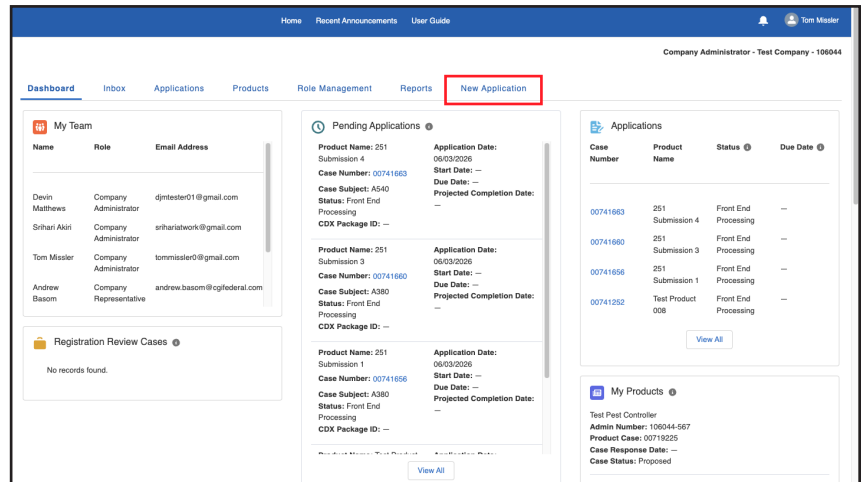 Home Recent Announcements User Guide Tom Missler
Company Administrator - Test Company - 106044
Dashboard Inbox Applications Products Role Management Reports New Application
My Team
Name Role Email Address
Devin Matthews Company Administrator djmtester01@gmail.com
Srihari Akiri Company Administrator srihariatwork@gmail.com
Tom Missler Company Administrator tommissler0@gmail.com
Andrew Basom Company Representative andrew.basom@cgifederal.com
Registration Review Cases
No records found.
Pending Applications
Product Name: 251 Submission 4
Case Number: 00741663
Case Subject: A540
Status: Front End Processing
CDX Package ID: —
Application Date: 06/03/2026
Start Date: —
Due Date: —
Projected Completion Date: —
Product Name: 251 Submission 3
Case Number: 00741660
Case Subject: A380
Status: Front End Processing
CDX Package ID: —
Application Date: 06/03/2026
Start Date: —
Due Date: —
Projected Completion Date: —
Product Name: 251 Submission 1
Case Number: 00741656
Case Subject: A380
Status: Front End Processing
CDX Package ID: —
Application Date: 06/03/2026
Start Date: —
Due Date: —
Projected Completion Date: —
Product Name: Test Product Application Date:
View All
Applications
Case Number Product Name Status Due Date
00741663 251 Submission 4 Front End Processing —
00741660 251 Submission 3 Front End Processing —
00741656 251 Submission 1 Front End Processing —
00741252 Test Product 008 Front End Processing —
View All
My Products
Test Pest Controller
Admin Number: 106044-567
Product Case: 00719225
Case Response Date: —
Case Status: Proposed